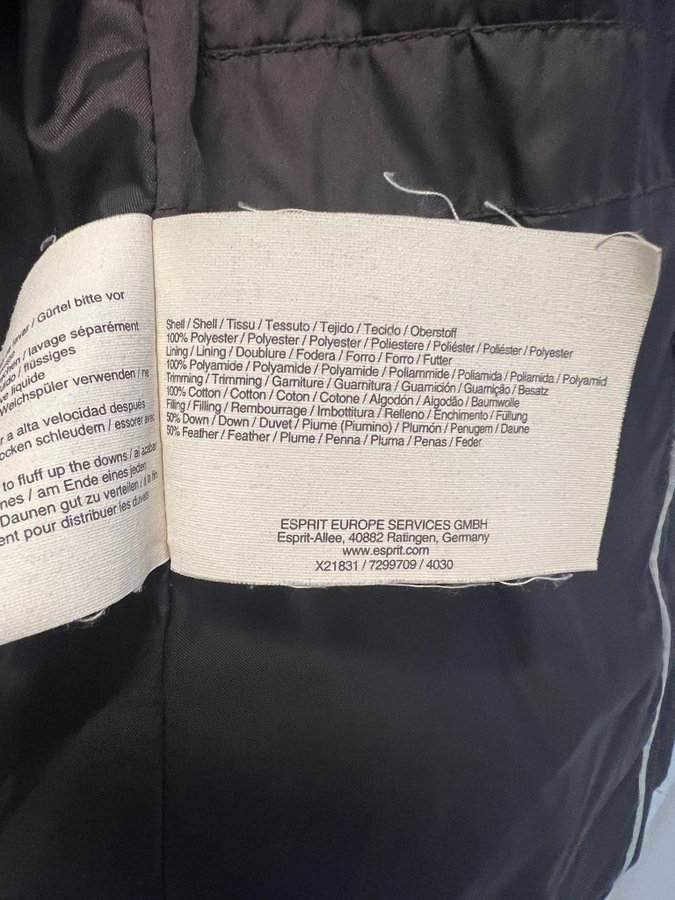 / Gürtel bitte vor
/ lavage séparément
/ flüssiges
liquide
Weichspüler verwenden / ne
r a alta velocidad después
schleudern / essorer
to fluff up the downs /
/ am Ende eines jeden
Daunen gut zu verteilen /
pour distribuer les
Shell / Shell / Tissu / Tessuto / Tejido / Tecido / Oberstoff
100% Polyester / Polyester / Polyester / Poliestere / Poliéster / Poliéster / Polyester
Lining / Lining / Doublure / Fodera / Forro / Forro / Futter
100% Polyamide / Polyamide / Polyamide / Poliammide / Poliamida / Poliamida / Polyamid
Trimming / Trimming / Garniture / Guarnitura / Guarnición / Guarnição / Besatz
100% Cotton / Cotton / Coton / Cotone / Algodón / Algodão / Baumwolle
Filling / Filling / Rembourrage / Imbottitura / Relleno / Enchimento / Füllung
50% Down / Down / Duvet / Piume (Piumino) / Plumón / Penugem / Daune
50% Feather / Feather / Plume / Penna / Pluma / Penas / Feder
ESPRIT EUROPE SERVICES GMBH
Esprit-Allee, 40882 Ratingen, Germany
www.esprit.com
X21831 / 7299709 / 4030